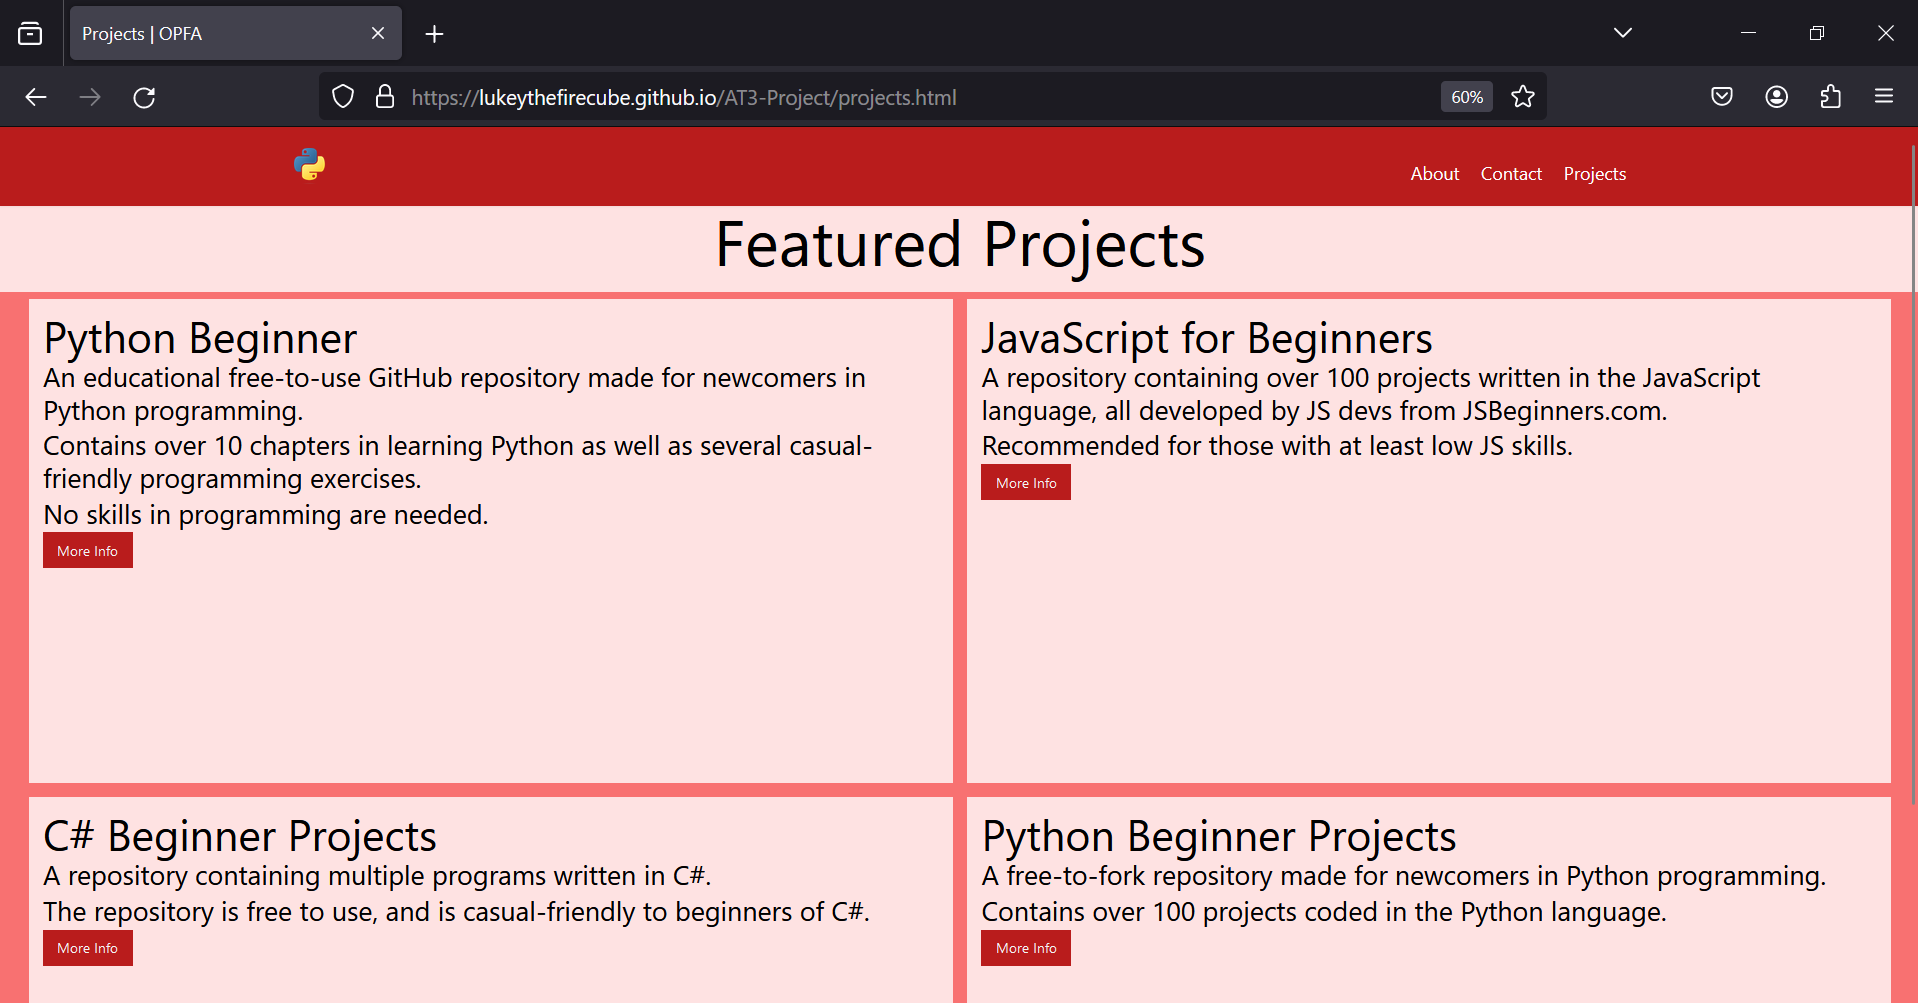 Projects | OPFA
https://lukeythefirecube.github.io/AT3-Project/projects.html
60%
About Contact Projects
Featured Projects
Python Beginner
An educational free-to-use GitHub repository made for newcomers in
Python programming.
Contains over 10 chapters in learning Python as well as several casual-
friendly programming exercises.
No skills in programming are needed.
More Info
JavaScript for Beginners
A repository containing over 100 projects written in the JavaScript
language, all developed by JS devs from JSBeginners.com.
Recommended for those with at least low JS skills.
More Info
C# Beginner Projects
A repository containing multiple programs written in C#.
The repository is free to use, and is casual-friendly to beginners of C#.
More Info
Python Beginner Projects
A free-to-fork repository made for newcomers in Python programming.
Contains over 100 projects coded in the Python language.
More Info